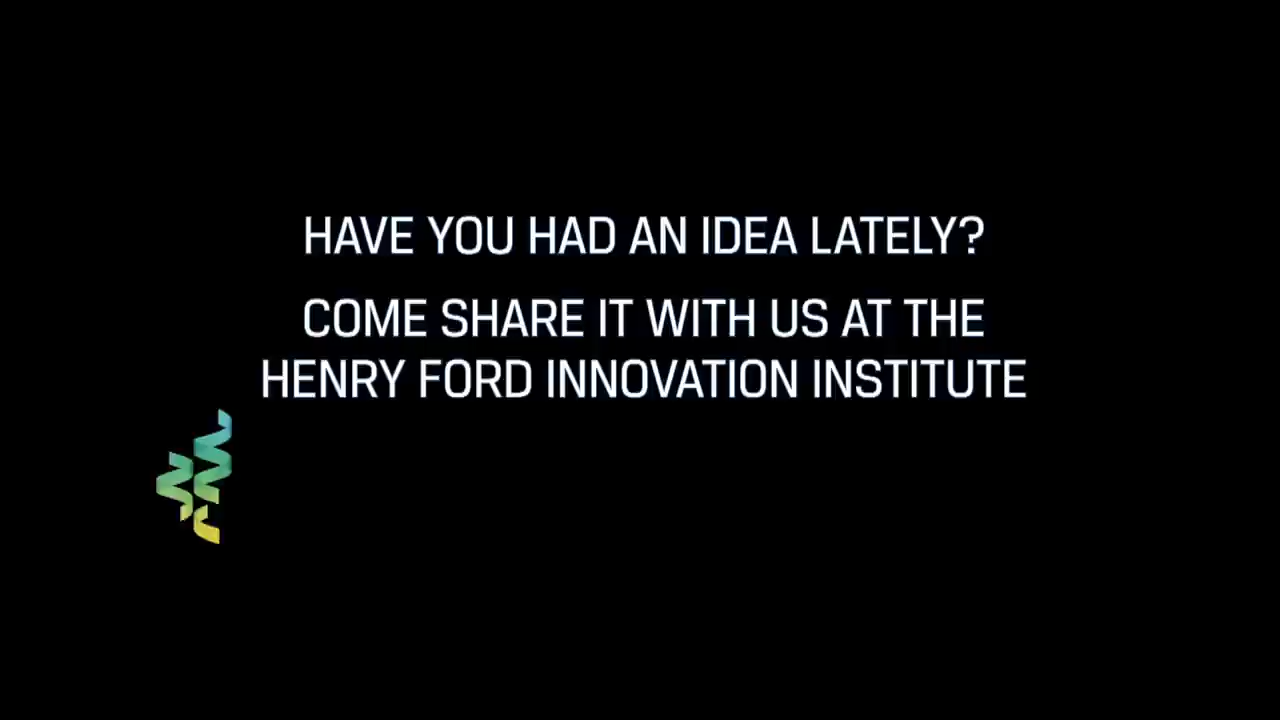 HAVE YOU HAD AN IDEA LATELY?
COME SHARE IT WITH US AT THE
HENRY FORD INNOVATION INSTITUTE